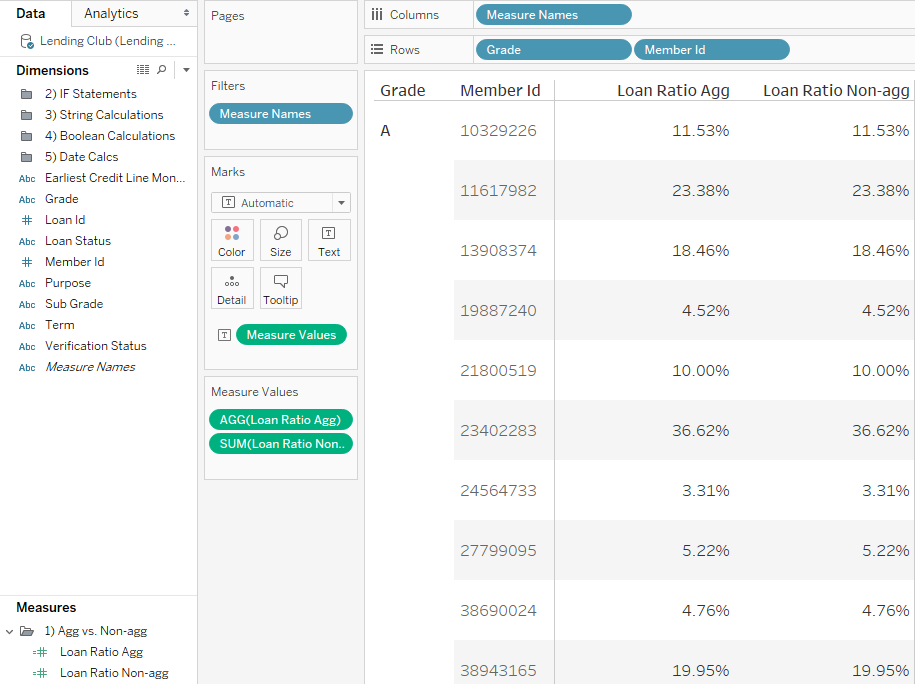 Data
Analytics
Lending Club (Lending ...
Dimensions
2) IF Statements
3) String Calculations
4) Boolean Calculations
5) Date Calcs
Abc Earliest Credit Line Mon...
Abc Grade
# Loan Id
Abc Loan Status
# Member Id
Abc Purpose
Abc Sub Grade
Abc Term
Abc Verification Status
Abc Measure Names
Measures
1) Agg vs. Non-agg
=# Loan Ratio Agg
=# Loan Ratio Non-agg
Pages
Filters
Measure Names
Marks
T Automatic
Color
Size
T
Text
Detail
Tooltip
T Measure Values
Measure Values
AGG(Loan Ratio Agg)
SUM(Loan Ratio Non..
Columns Measure Names
Rows Grade Member Id
Grade Member Id Loan Ratio Agg Loan Ratio Non-agg
A 10329226 11.53% 11.53%
11617982 23.38% 23.38%
13908374 18.46% 18.46%
19887240 4.52% 4.52%
21800519 10.00% 10.00%
23402283 36.62% 36.62%
24564733 3.31% 3.31%
27799095 5.22% 5.22%
38690024 4.76% 4.76%
38943165 19.95% 19.95%